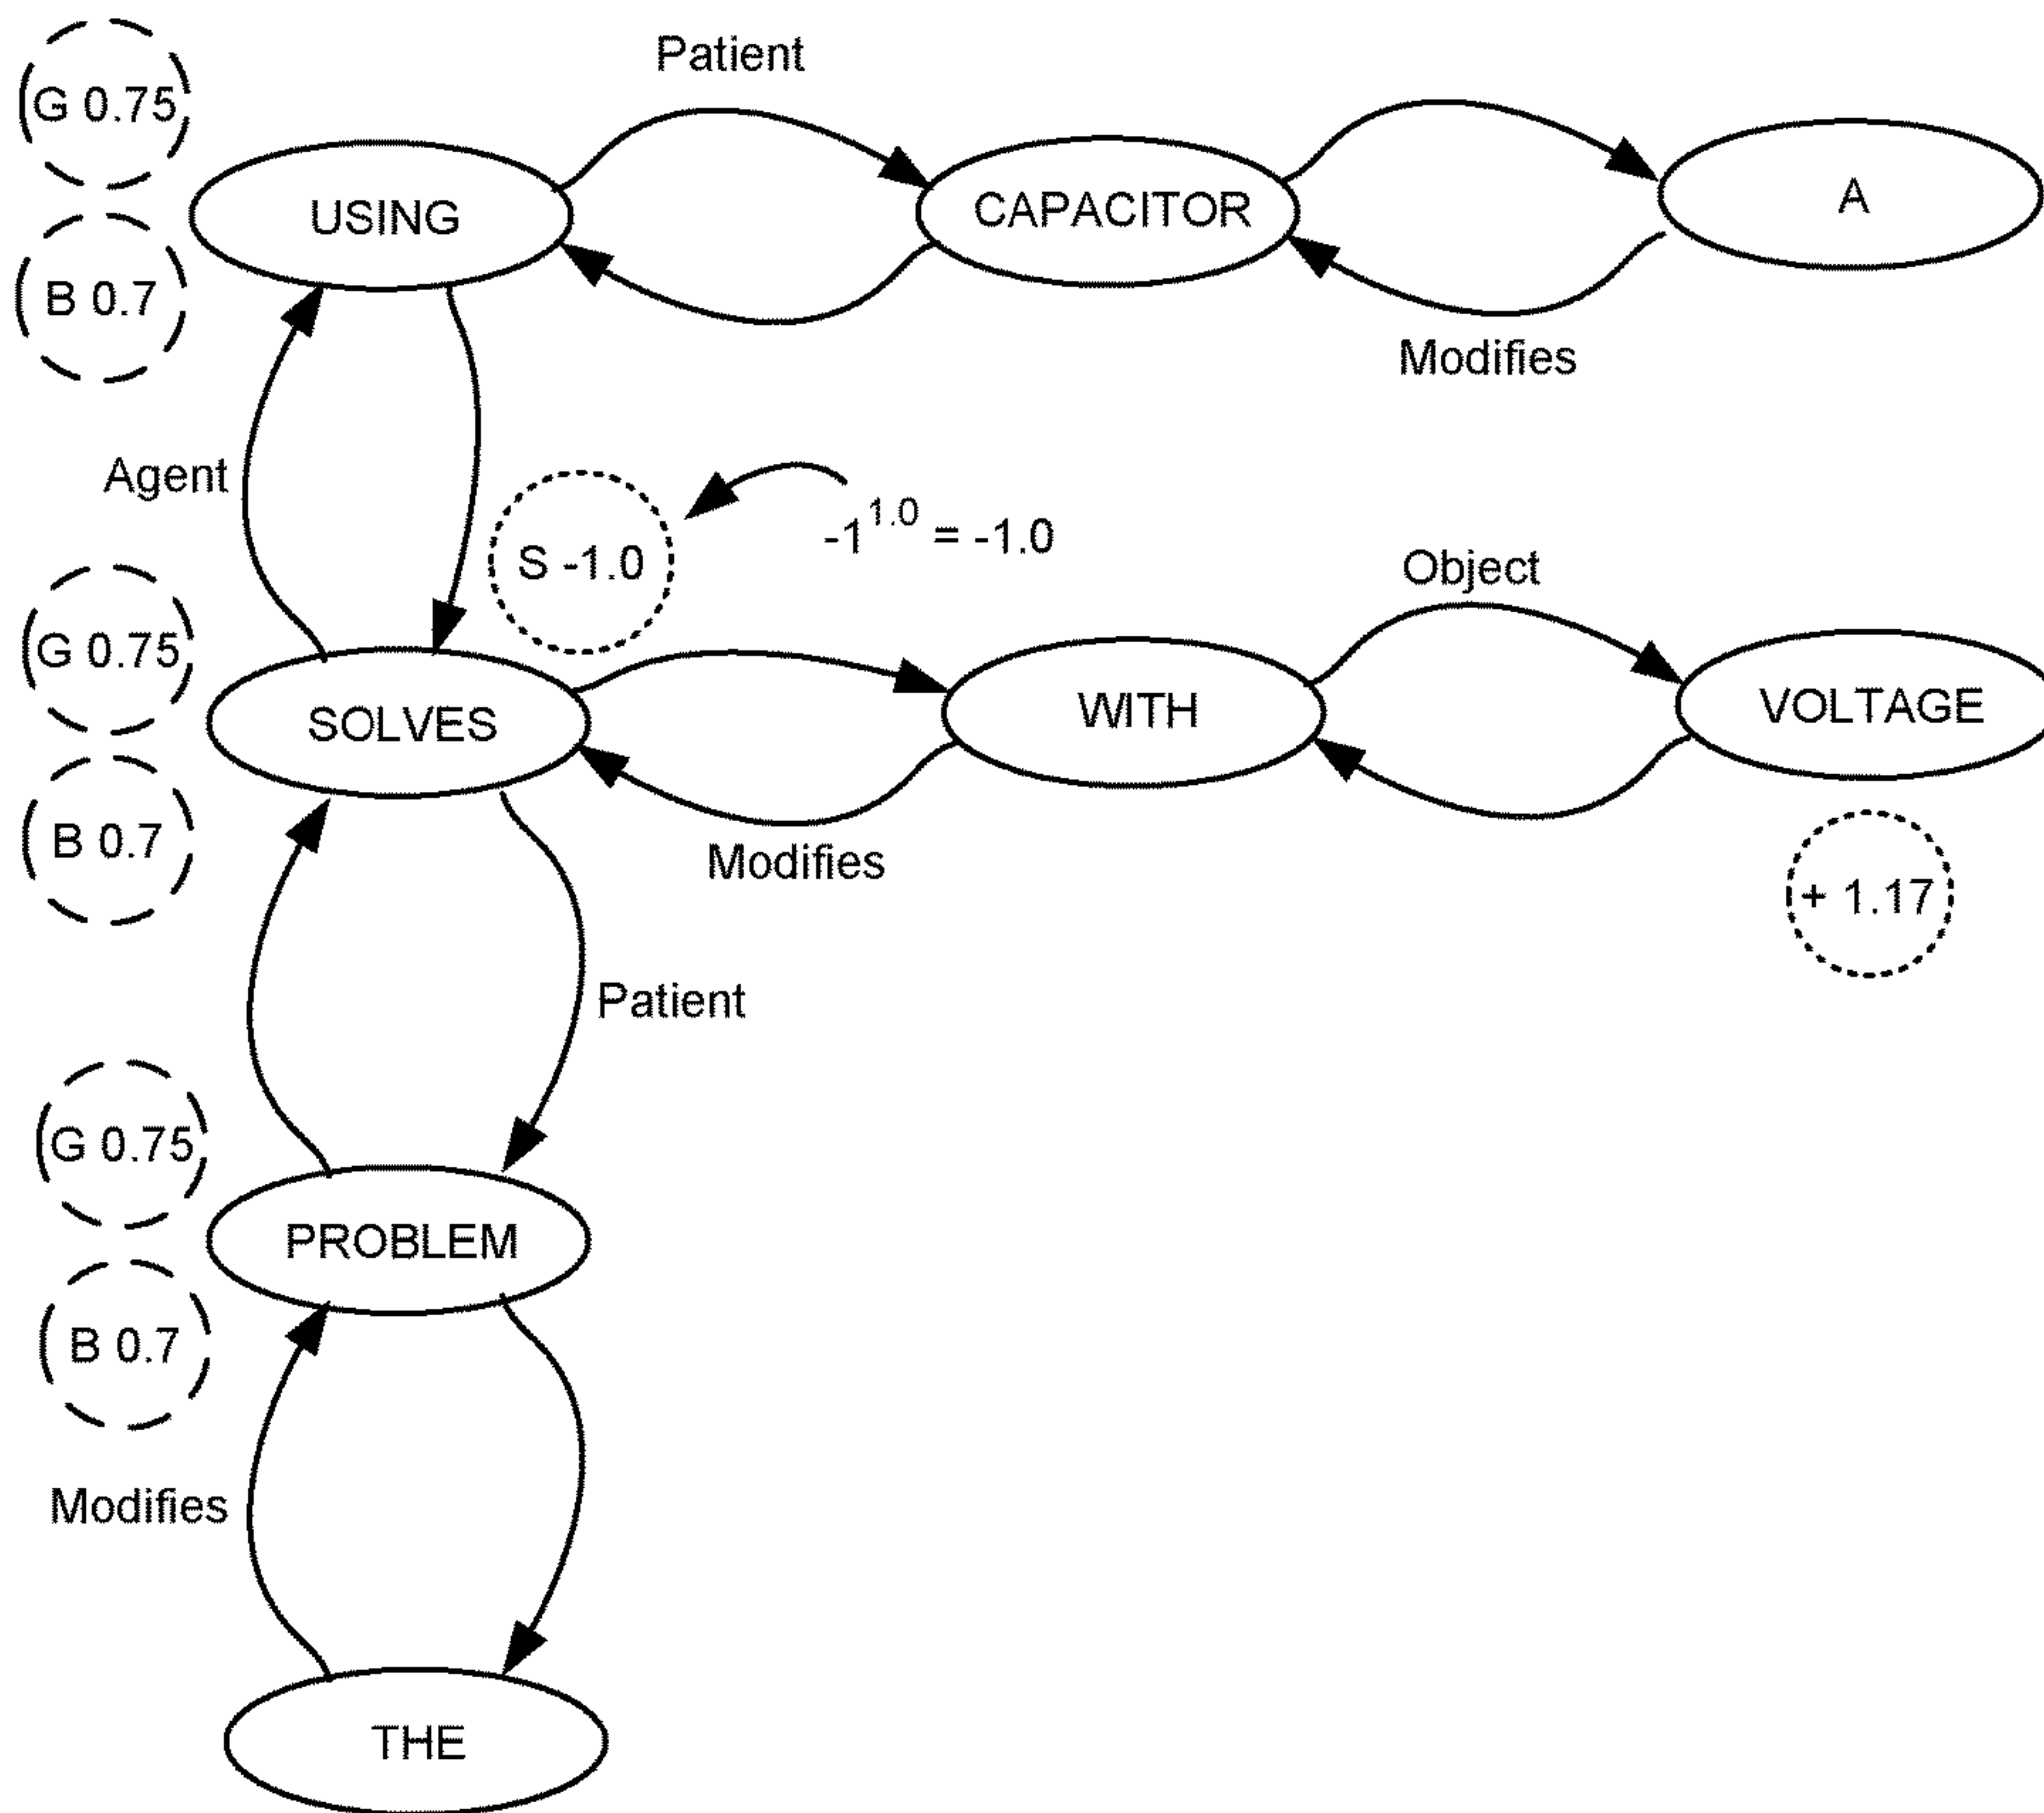 Patient
G 0.75
USING
CAPACITOR
A
B 0.7
Modifies
Agent
S -1.0
-1^1.0 = -1.0
Object
G 0.75
SOLVES
WITH
VOLTAGE
B 0.7
Modifies
+ 1.17
Patient
G 0.75
PROBLEM
B 0.7
Modifies
THE